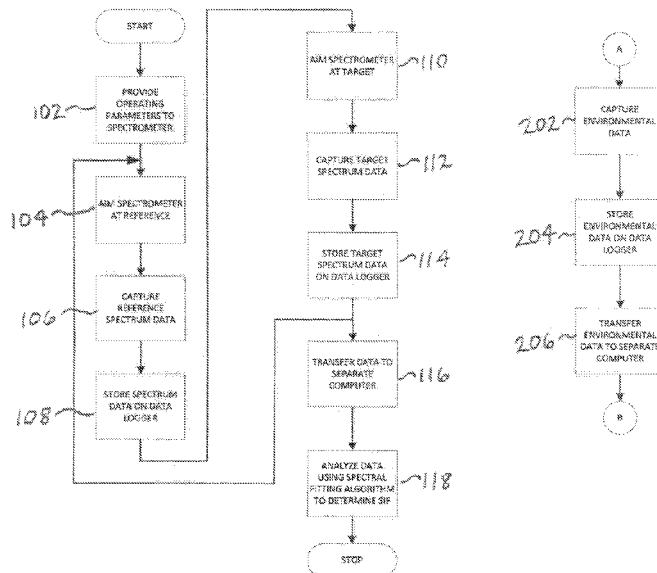 START
102
PROVIDE
OPERATING
PARAMETERS TO
SPECTROMETER
104
AIM SPECTROMETER
AT REFERENCE
106
CAPTURE
REFERENCE
SPECTRUM DATA
108
STORE SPECTRUM
DATA ON DATA
LOGGER
AIM SPECTROMETER
AT TARGET
110
CAPTURE TARGET
SPECTRUM DATA
112
STORE TARGET
SPECTRUM DATA
ON DATA LOGGER
114
TRANSFER DATA TO
SEPARATE
COMPUTER
116
ANALYZE DATA
USING SPECTRAL
FITTING ALGORITHM
TO DETERMINE SIF
118
STOP
A
202
CAPTURE
ENVIRONMENTAL
DATA
204
STORE
ENVIRONMENTAL
DATA ON DATA
LOGGER
206
TRANSFER
ENVIRONMENTAL
DATA TO SEPARATE
COMPUTER
B